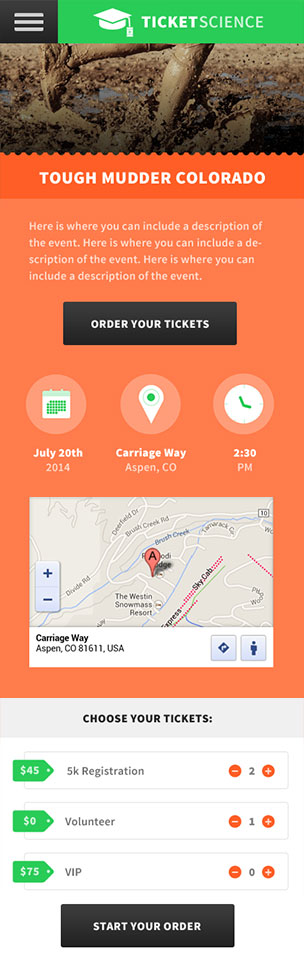 TICKETSCIENCE
TOUGH MUDDER COLORADO
Here is where you can include a description of
the event. Here is where you can include a de-
scription of the event. Here is where you can
include a description of the event.
ORDER YOUR TICKETS
July 20th
2014
Carriage Way
Aspen, CO
2:30
PM
Deerfield Dr
Brush Creek Rd
Tamarack C
10
Brush Creek
A
Divide Rd
The Westin
Snowmass
Resort
Sky Cab
Express
+
−
Carriage Way
Aspen, CO 81611, USA
CHOOSE YOUR TICKETS:
$45 5k Registration − 2 +
$0 Volunteer − 1 +
$75 VIP − 0 +
START YOUR ORDER